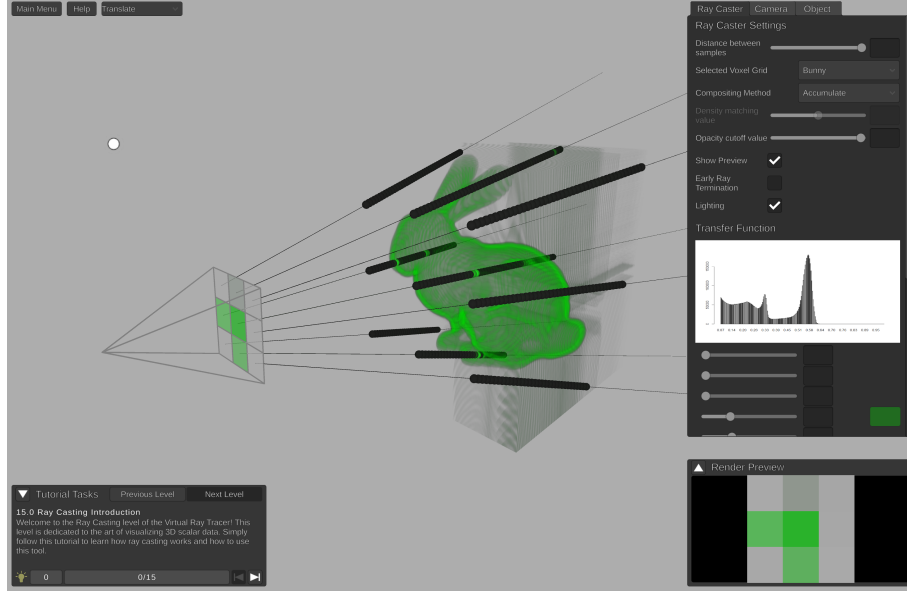 Main Menu
Help
Translate
Ray Caster
Camera
Object
Ray Caster Settings
Distance between
samples
Selected Voxel Grid
Bunny
Compositing Method
Accumulate
Density matching
value
Opacity cutoff value
Show Preview
Early Ray
Termination
Lighting
Transfer Function
Render Preview
Tutorial Tasks
Previous Level
Next Level
15.0 Ray Casting Introduction
Welcome to the Ray Casting level of the Virtual Ray Tracer! This
level is dedicated to the art of visualizing 3D scalar data. Simply
follow this tutorial to learn how ray casting works and how to use
this tool.
0
0/15